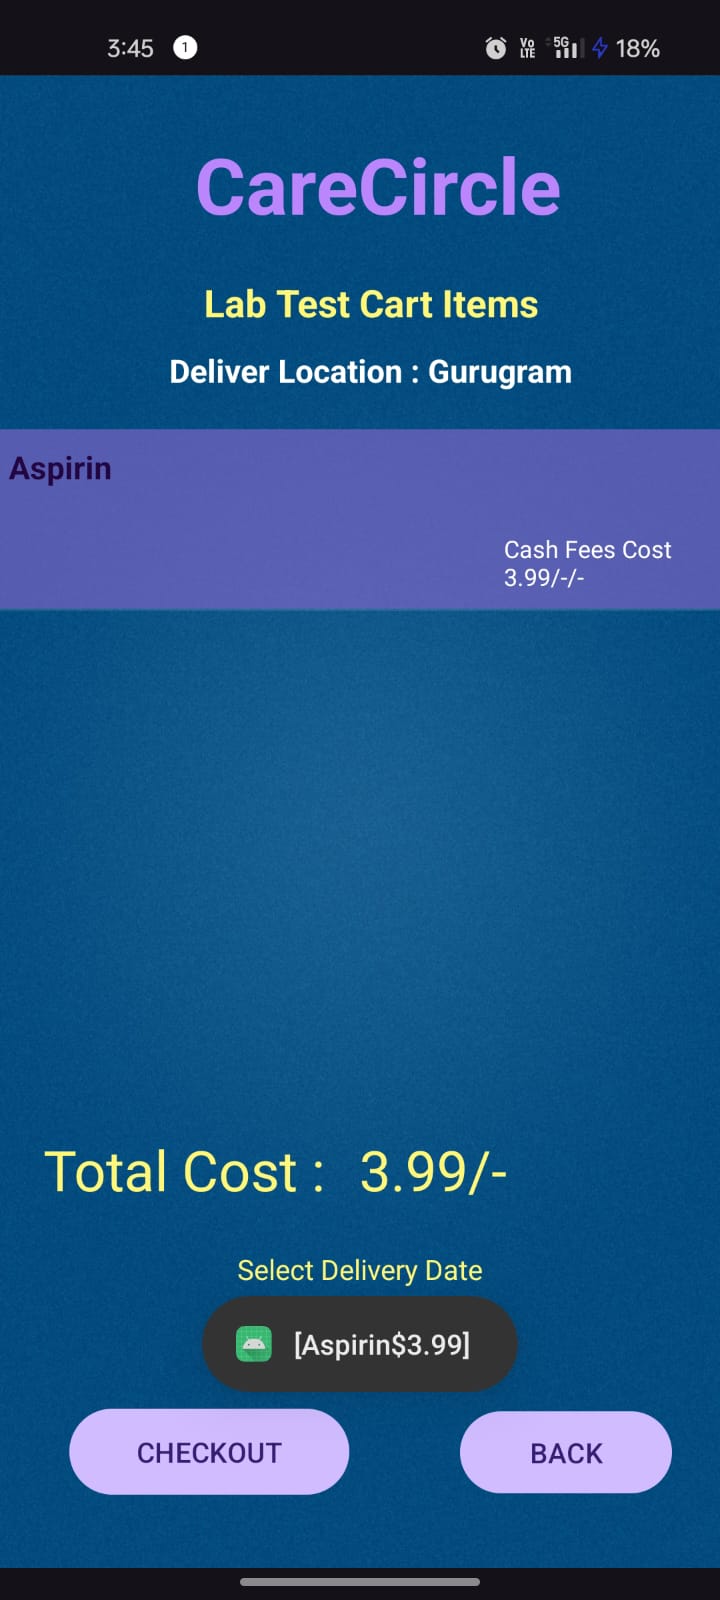 3:45 1 Vo LTE 5G 18%
CareCircle
Lab Test Cart Items
Deliver Location : Gurugram
Aspirin
Cash Fees Cost
3.99/-/-
Total Cost : 3.99/-
Select Delivery Date
[Aspirin$3.99]
CHECKOUT BACK